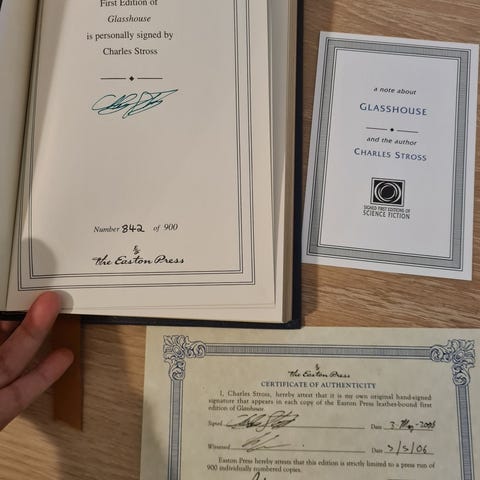 First Edition of
Glasshouse
is personally signed by
Charles Stross
Number 842 of 900
The Easton Press
a note about
GLASSHOUSE
and the author
CHARLES STROSS
SIGNED FIRST EDITIONS OF
SCIENCE FICTION
The Easton Press
CERTIFICATE OF AUTHENTICITY
I, Charles Stross, hereby attest that it is my own original hand-signed
signature that appears in each copy of the Easton Press leather-bound first
edition of Glasshouse.
Signed Date 3-May-2006
Witnessed Date 5/5/06
Easton Press hereby attests that this edition is strictly limited to a press run of
900 individually numbered copies.